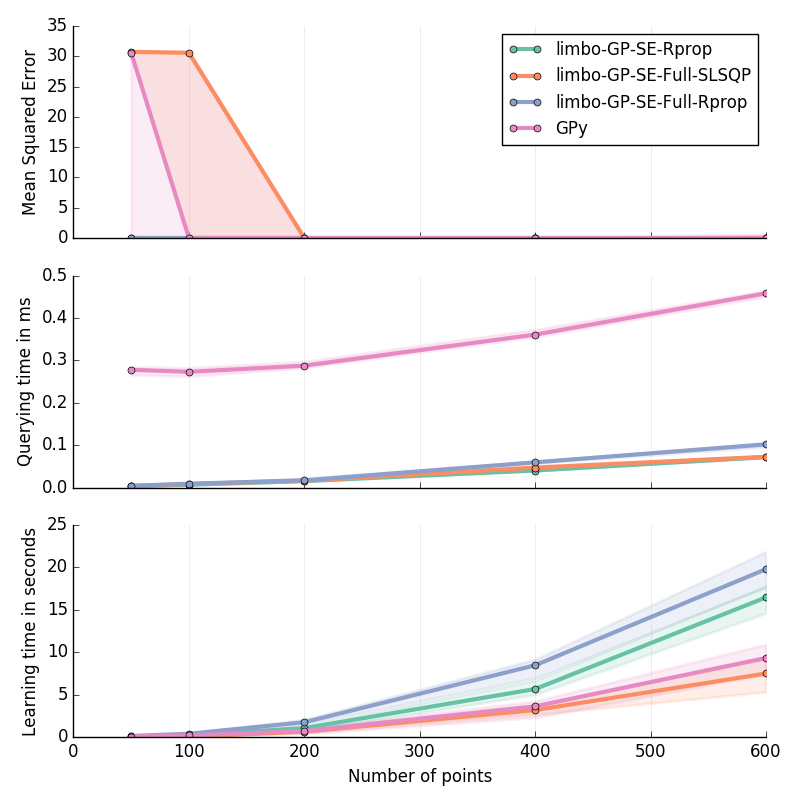 35
30
25
20
15
10
5
0
Mean Squared Error
limbo-GP-SE-Rprop
limbo-GP-SE-Full-SLSQP
limbo-GP-SE-Full-Rprop
GPy
0.5
0.4
0.3
0.2
0.1
0.0
Querying time in ms
25
20
15
10
5
0
Learning time in seconds
0 100 200 300 400 500 600
Number of points